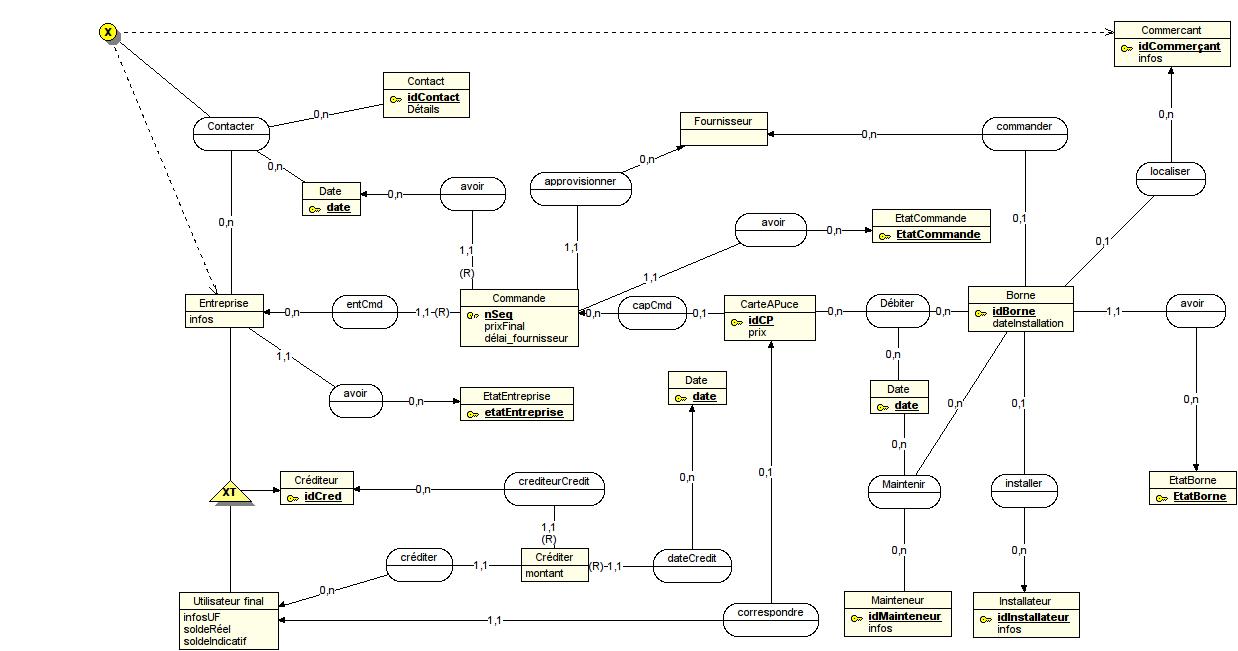 X
Commercant
idCommerçant
infos
Contact
idContact
Détails
0,n
0,n
Contacter
Fournisseur
0,n
commander
0,n
0,n
0,n
approvisionner
localiser
Date
date
0,n
avoir
0,n
avoir
0,n
EtatCommande
EtatCommande
0,1
0,1
1,1
(R)
1,1
1,1
Entreprise
infos
0,n
entCmd
1,1-(R)
Commande
nSeq
prixFinal
délai_fournisseur
0,n
capCmd
0,1
CarteAPuce
idCP
prix
0,n
Débiter
0,n
Borne
idBorne
dateInstallation
1,1
avoir
1,1
0,n
avoir
0,n
EtatEntreprise
etatEntreprise
Date
date
Date
date
0,n
0,1
0,n
0,n
XT
Créditeur
idCred
0,n
crediteurCredit
0,n
0,1
Maintenir
installer
EtatBorne
EtatBorne
1,1
(R)
créditer
1,1
Créditer
montant
(R)-1,1
dateCredit
0,n
0,n
0,n
Utilisateur final
infosUF
soldeRéel
soldeIndicatif
1,1
correspondre
Mainteneur
idMainteneur
infos
Installateur
idInstallateur
infos